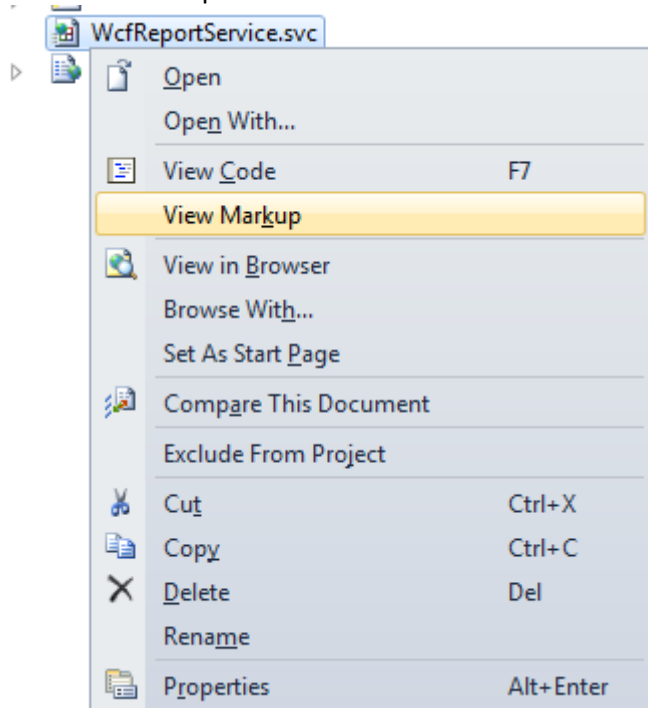 WcfReportService.svc
Open
Open With...
View Code F7
View Markup
View in Browser
Browse With...
Set As Start Page
Compare This Document
Exclude From Project
Cut Ctrl+X
Copy Ctrl+C
Delete Del
Rename
Properties Alt+Enter